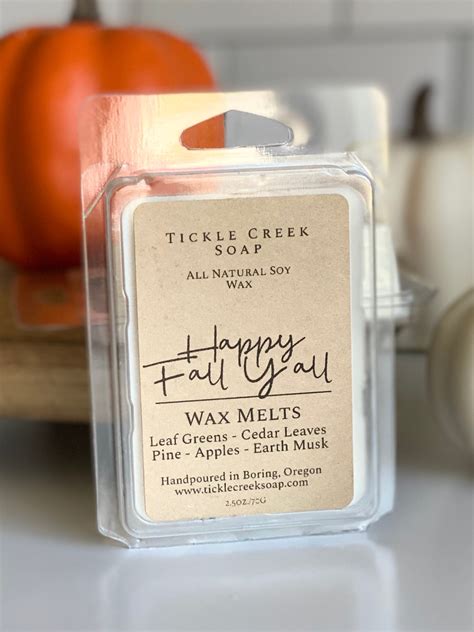 Tickle Creek
Soap
All Natural Soy
Wax
Happy
Fall Y'all
Wax Melts
Leaf Greens - Cedar Leaves
Pine - Apples - Earth Musk
Handpoured in Boring, Oregon
www.ticklecreeksoap.com
2.5oz/72g